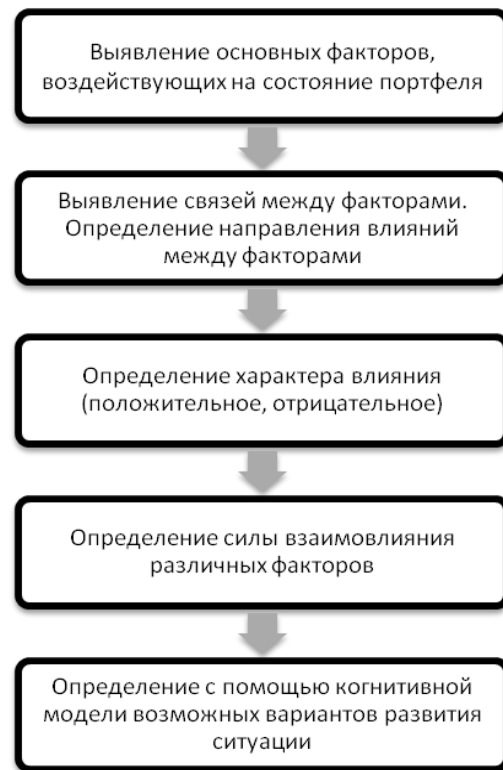 Выявление основных факторов,
воздействующих на состояние портфеля
Выявление связей между факторами.
Определение направления влияний
между факторами
Определение характера влияния
(положительное, отрицательное)
Определение силы взаимовлияния
различных факторов
Определение с помощью когнитивной
модели возможных вариантов развития
ситуации